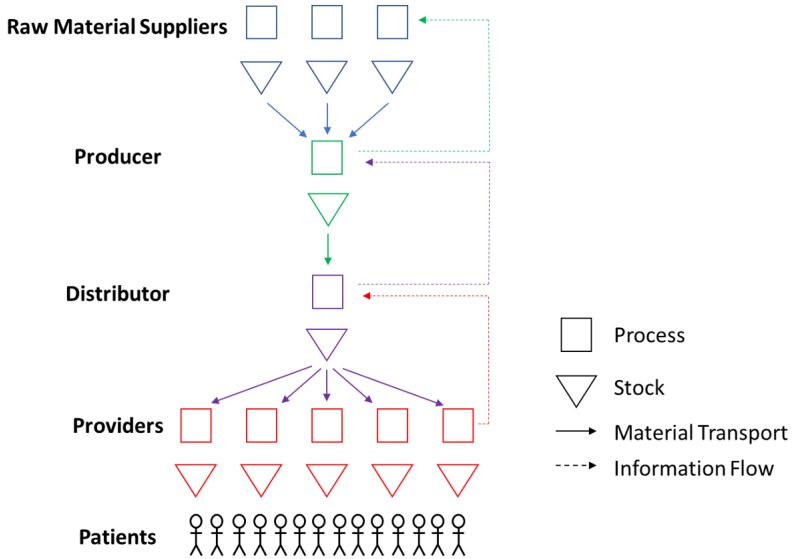 Raw Material Suppliers
Producer
Distributor
Process
Stock
Providers
Material Transport
Information Flow
Patients